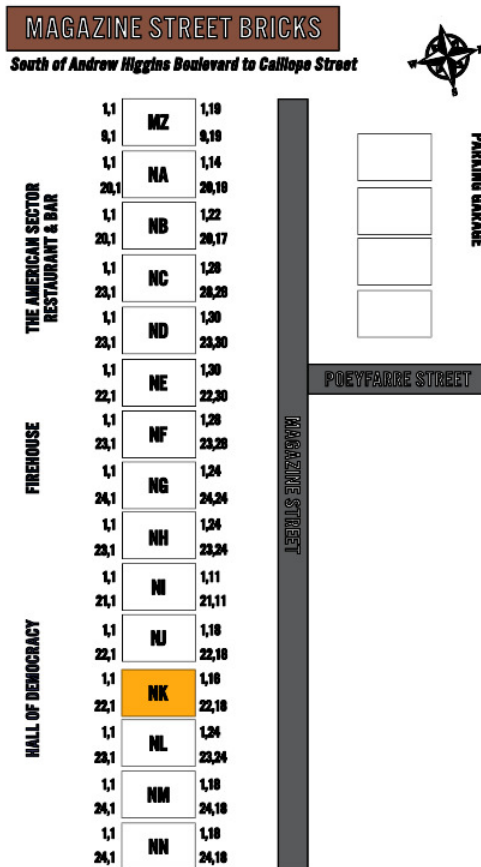 MAGAZINE STREET BRICKS
South of Andrew Higgins Boulevard to Calliope Street
N
E
S
W
THE AMERICAN SECTOR
RESTAURANT & BAR
FIREHOUSE
HALL OF DEMOCRACY
1,1 MZ 1,19
9,1 9,19
1,1 NA 1,14
20,1 20,18
1,1 NB 1,22
20,1 20,17
1,1 NC 1,28
23,1 28,28
1,1 ND 1,30
23,1 23,30
1,1 NE 1,30
22,1 22,30
1,1 NF 1,28
23,1 23,28
1,1 NG 1,24
24,1 24,24
1,1 NH 1,24
23,1 23,24
1,1 NI 1,11
21,1 21,11
1,1 NJ 1,18
22,1 22,18
1,1 NK 1,16
22,1 22,18
1,1 NL 1,24
23,1 23,24
1,1 NM 1,18
24,1 24,18
1,1 NN 1,18
24,1 24,18
MAGAZINE STREET
POEYFARRE STREET
PARKING GARAGE